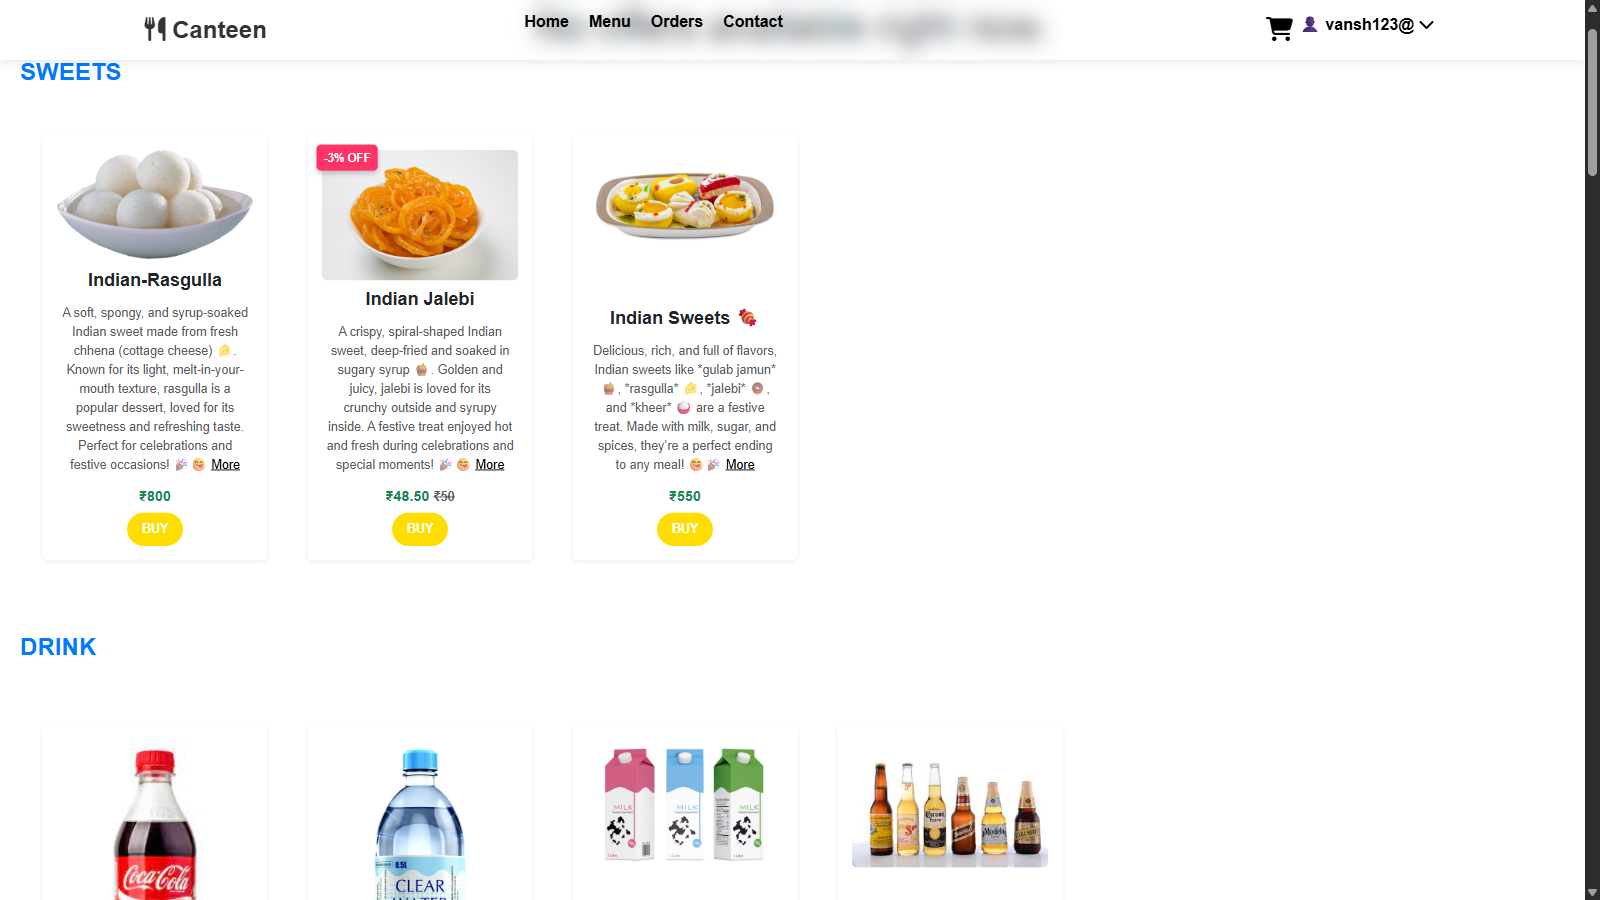 Canteen
Home Menu Orders Contact
vansh123@
SWEETS
Indian-Rasgulla
A soft, spongy, and syrup-soaked
Indian sweet made from fresh
chhena (cottage cheese) 🧀.
Known for its light, melt-in-your-
mouth texture, rasgulla is a
popular dessert, loved for its
sweetness and refreshing taste.
Perfect for celebrations and
festive occasions! 🎉 😋 More
₹800
BUY
-3% OFF
Indian Jalebi
A crispy, spiral-shaped Indian
sweet, deep-fried and soaked in
sugary syrup 🧁. Golden and
juicy, jalebi is loved for its
crunchy outside and syrupy
inside. A festive treat enjoyed hot
and fresh during celebrations and
special moments! 🎉 😋 More
₹48.50 ₹50
BUY
Indian Sweets 🍬
Delicious, rich, and full of flavors,
Indian sweets like *gulab jamun*
🧁, *rasgulla* 🧀, *jalebi* 🍩,
and *kheer* 🍚 are a festive
treat. Made with milk, sugar, and
spices, they’re a perfect ending
to any meal! 😋 🎉 More
₹550
BUY
DRINK
Coca-Cola
0.5L
CLEAR
WATER
MILK
MILK
MILK
Corona
Modelo